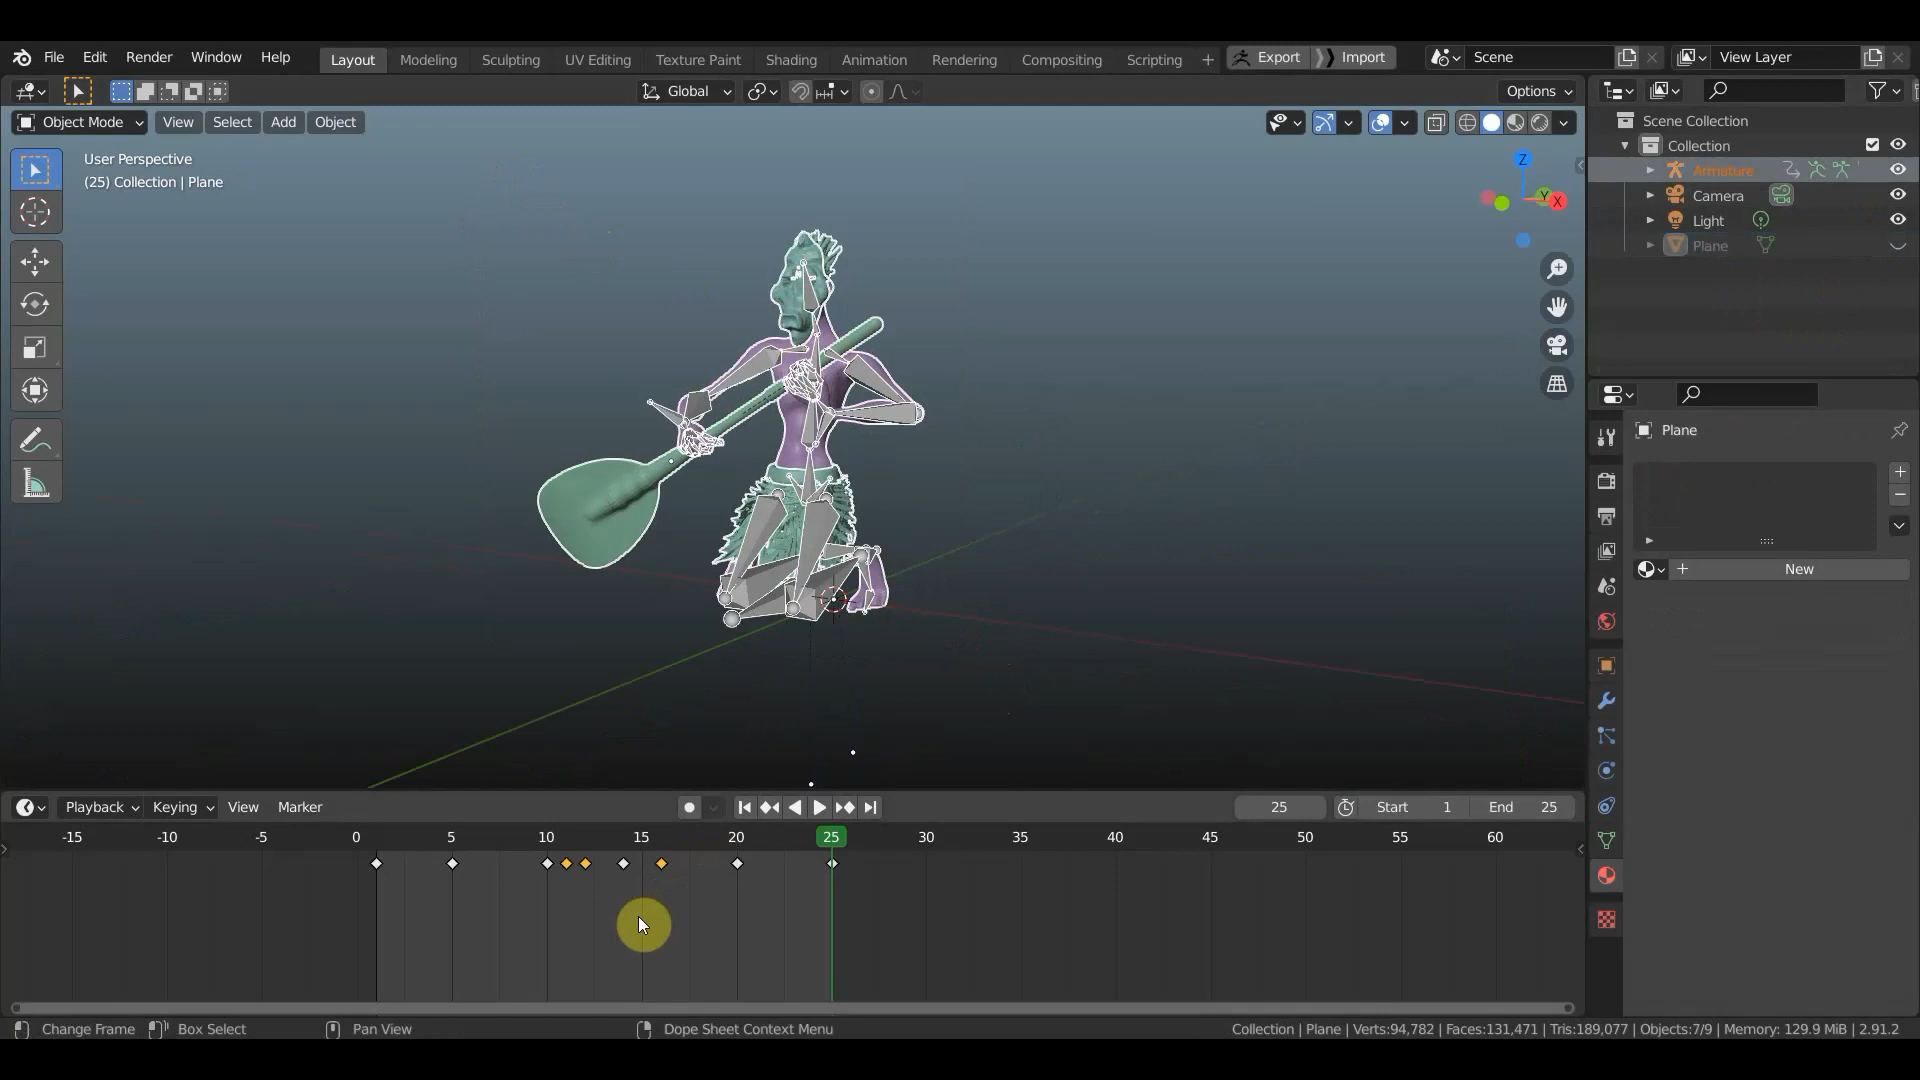 File Edit Render Window Help Layout Modeling Sculpting UV Editing Texture Paint Shading Animation Rendering Compositing Scripting + Export Import Scene View Layer
Global Options
Object Mode View Select Add Object
User Perspective
(25) Collection | Plane
Z
Y
X
Scene Collection
Collection
Armature
Camera
Light
Plane
Plane
New
Playback Keying View Marker 25 Start 1 End 25
-15 -10 -5 0 5 10 15 20 25 30 35 40 45 50 55 60
Change Frame Box Select Pan View Dope Sheet Context Menu Collection | Plane | Verts:94,782 | Faces:131,471 | Tris:189,077 | Objects:7/9 | Memory: 129.9 MiB | 2.91.2